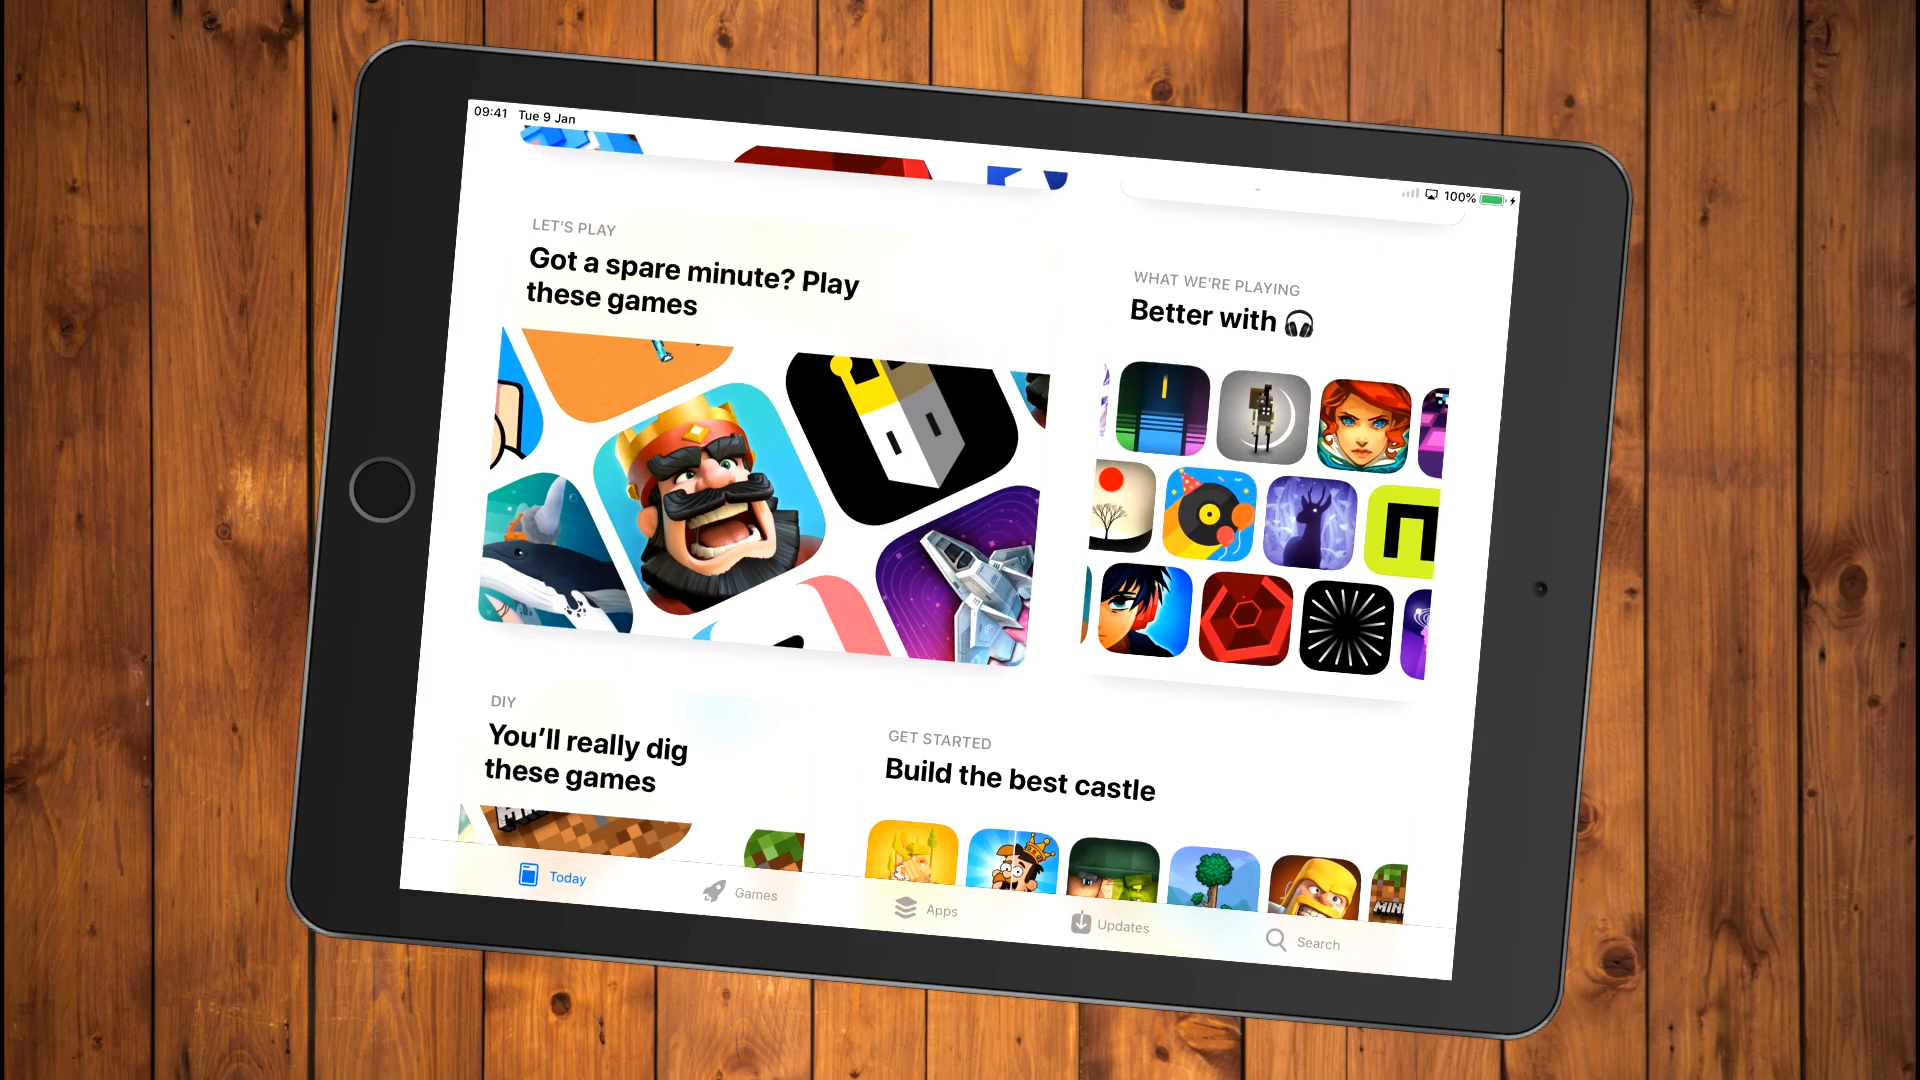 09:41 Tue 9 Jan
100%
LET'S PLAY
Got a spare minute? Play
these games
WHAT WE'RE PLAYING
Better with
DIY
You’ll really dig
these games
GET STARTED
Build the best castle
MIN
Today
Games
Apps
Updates
Search